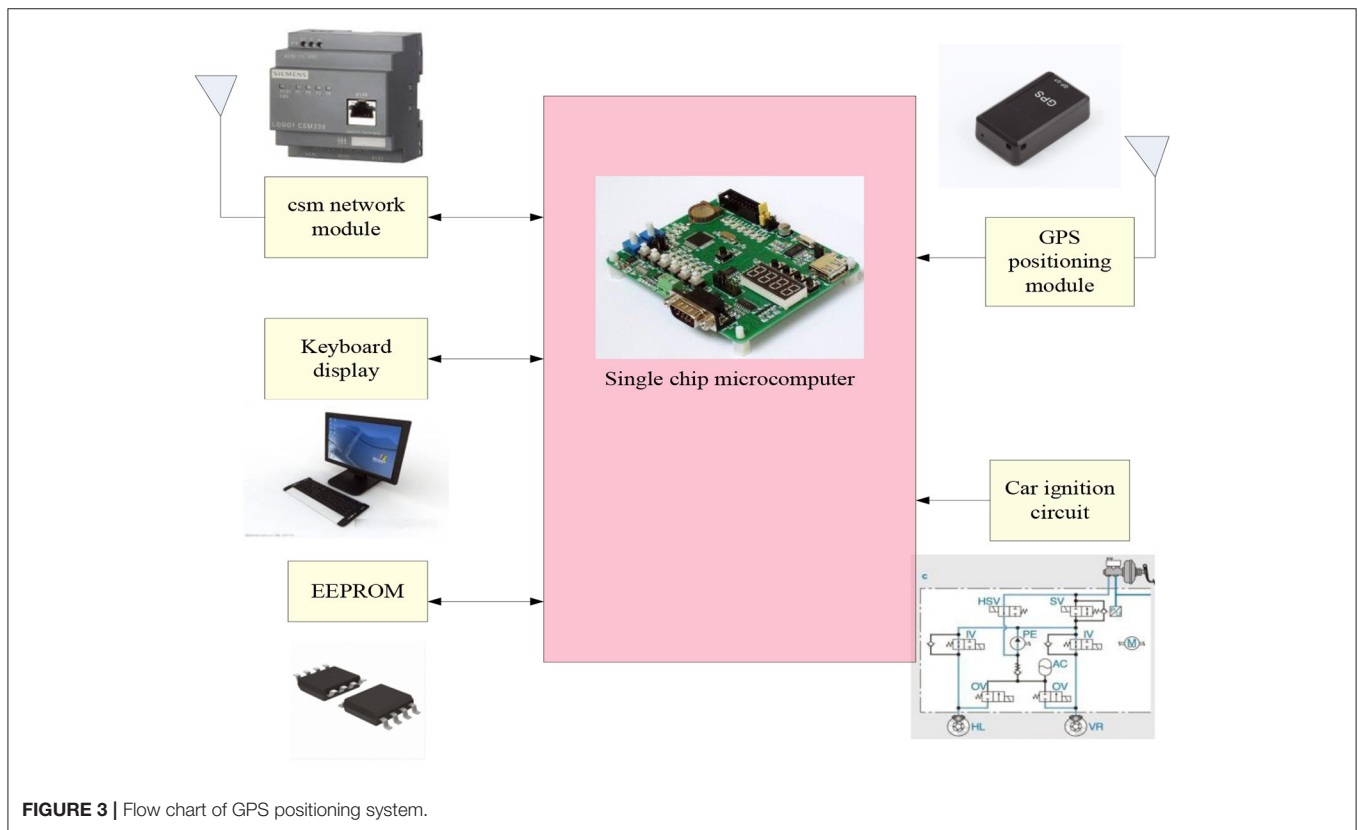 SIEMENS
LOGO! CSM230
csm network
module
Keyboard
display
EEPROM
Single chip microcomputer
GPS
GPS
positioning
module
Car ignition
circuit
c
HSV
SV
IV
PE
IV
M
AC
OV
OV
HL
VR
FIGURE 3 | Flow chart of GPS positioning system.